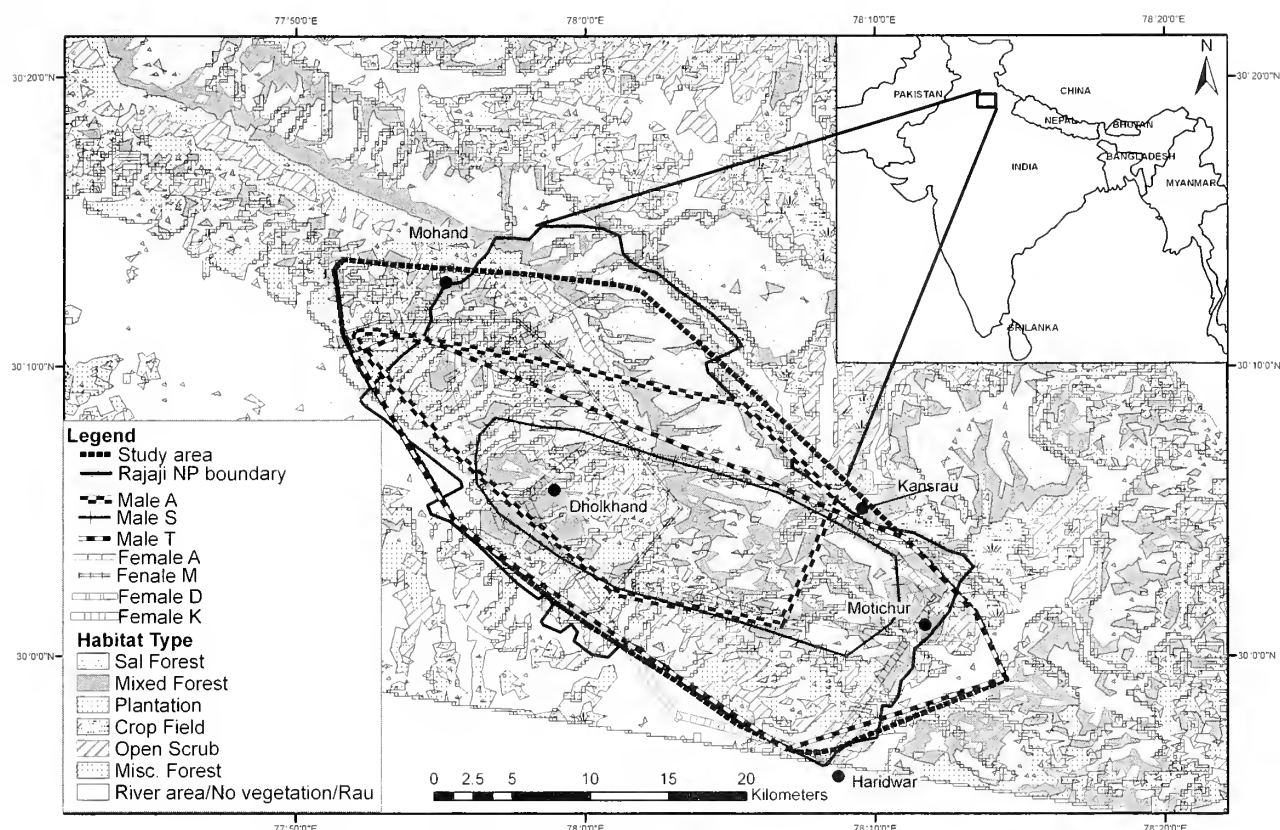 77°50'0"E 78°0'0"E 78°10'0"E 78°20'0"E
N
30°20'0"N 30°20'0"N
PAKISTAN
CHINA
NEPAL
BHUTAN
BANGLADESH
INDIA
MYANMAR
SRILANKA
Mohand
30°10'0"N 30°10'0"N
Legend
Study area
Rajaji NP boundary
Male A
Male S
Male T
Female A
Fenale M
Female D
Female K
Habitat Type
Sal Forest
Mixed Forest
Plantation
Crop Field
Open Scrub
Misc. Forest
River area/No vegetation/Rau
Kansrau
Dholkhand
Motichur
30°0'0"N 30°0'0"N
Haridwar
0 2.5 5 10 15 20
Kilometers
77°50'0"E 78°0'0"E 78°10'0"E 78°20'0"E